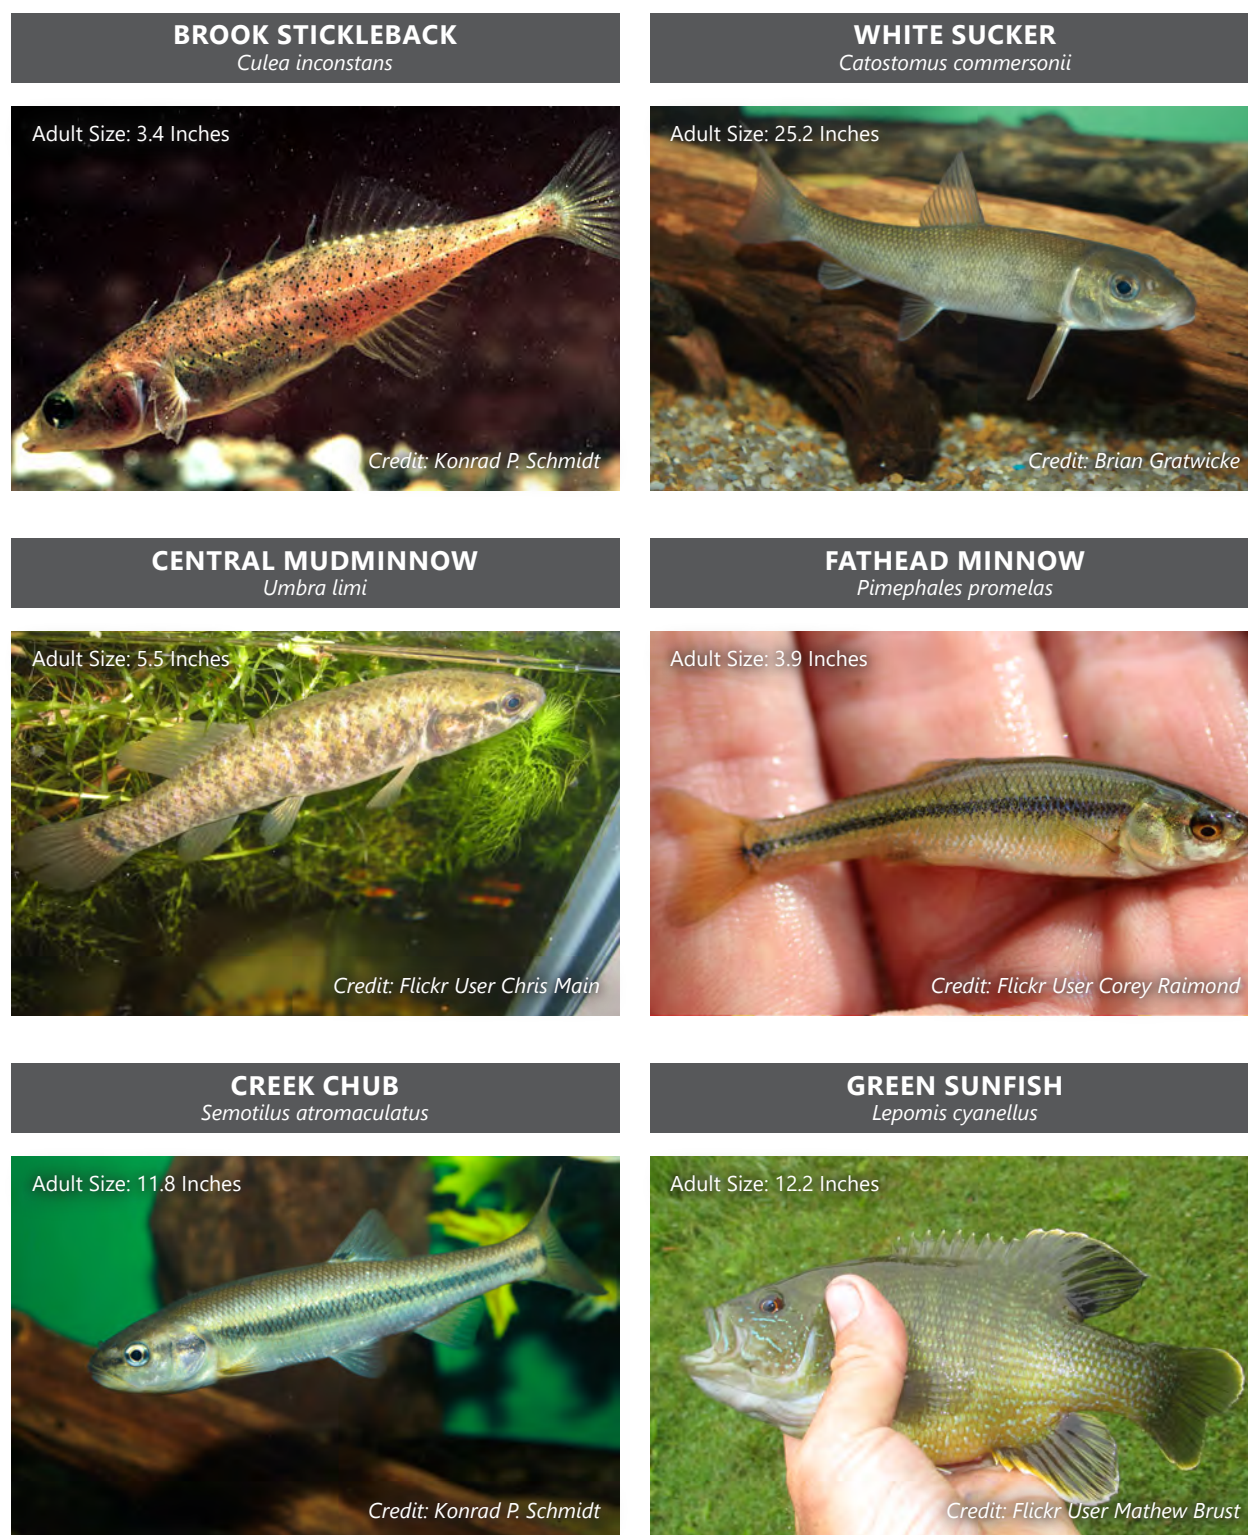 BROOK STICKLEBACK
Culea inconstans
Adult Size: 3.4 Inches
Credit: Konrad P. Schmidt
WHITE SUCKER
Catostomus commersonii
Adult Size: 25.2 Inches
Credit: Brian Gratwicke
CENTRAL MUDMINNOW
Umbra limi
Adult Size: 5.5 Inches
Credit: Flickr User Chris Main
FATHEAD MINNOW
Pimephales promelas
Adult Size: 3.9 Inches
Credit: Flickr User Corey Raimond
CREEK CHUB
Semotilus atromaculatus
Adult Size: 11.8 Inches
Credit: Konrad P. Schmidt
GREEN SUNFISH
Lepomis cyanellus
Adult Size: 12.2 Inches
Credit: Flickr User Mathew Brust